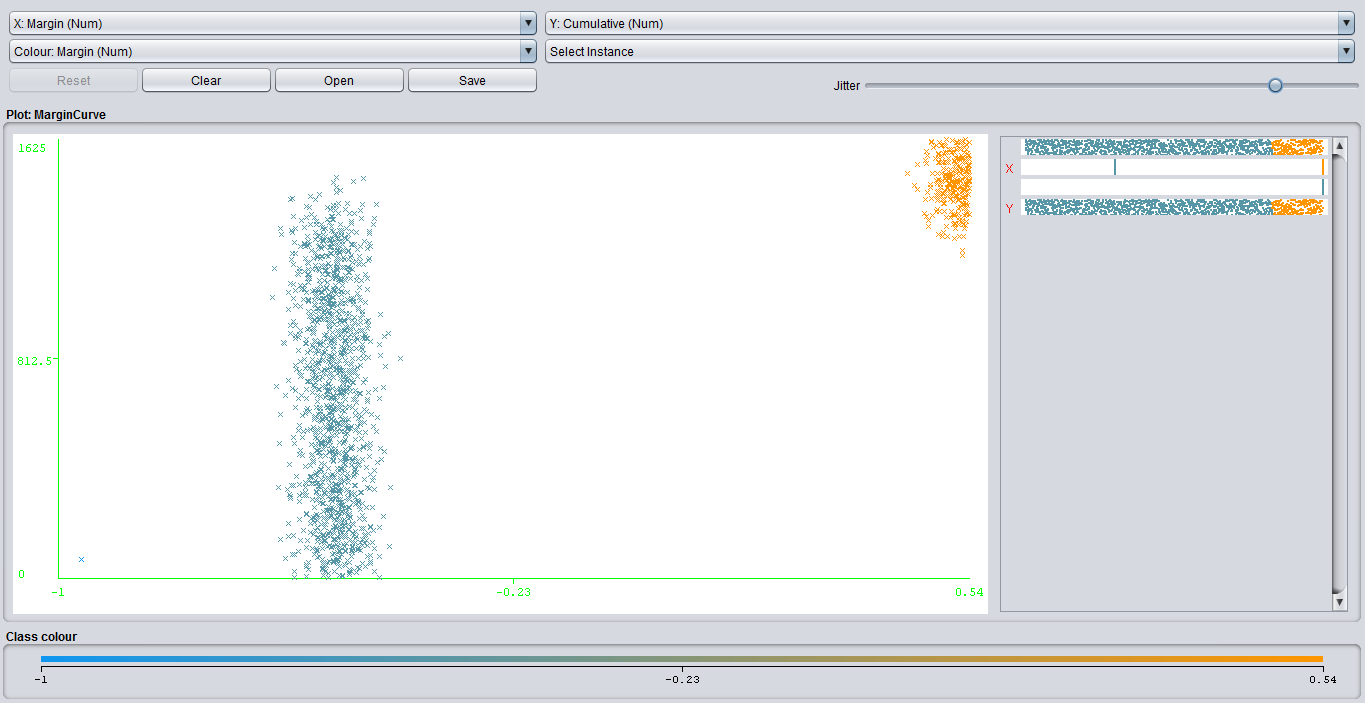 X: Margin (Num)
Y: Cumulative (Num)
Colour: Margin (Num)
Select Instance
Reset
Clear
Open
Save
Jitter
Plot: MarginCurve
1625
812.5
0
-1
-0.23
0.54
X
Y
Class colour
-1
-0.23
0.54